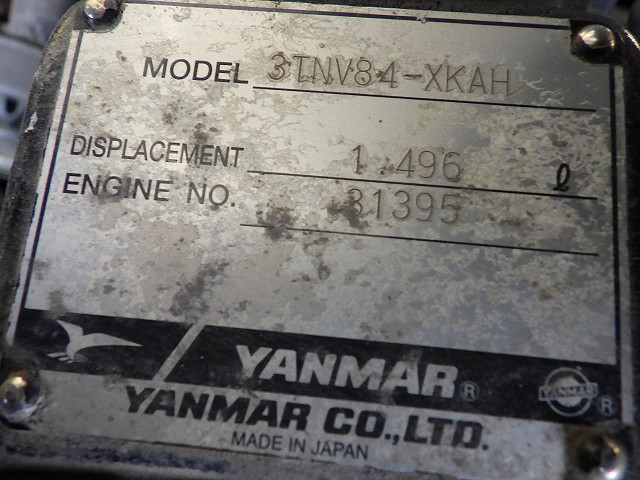 MODEL 3TNV84-XKAH
DISPLACEMENT 1.496 ℓ
ENGINE NO. 31395
YANMAR ®
YANMAR ®
YANMAR CO.,LTD.
MADE IN JAPAN